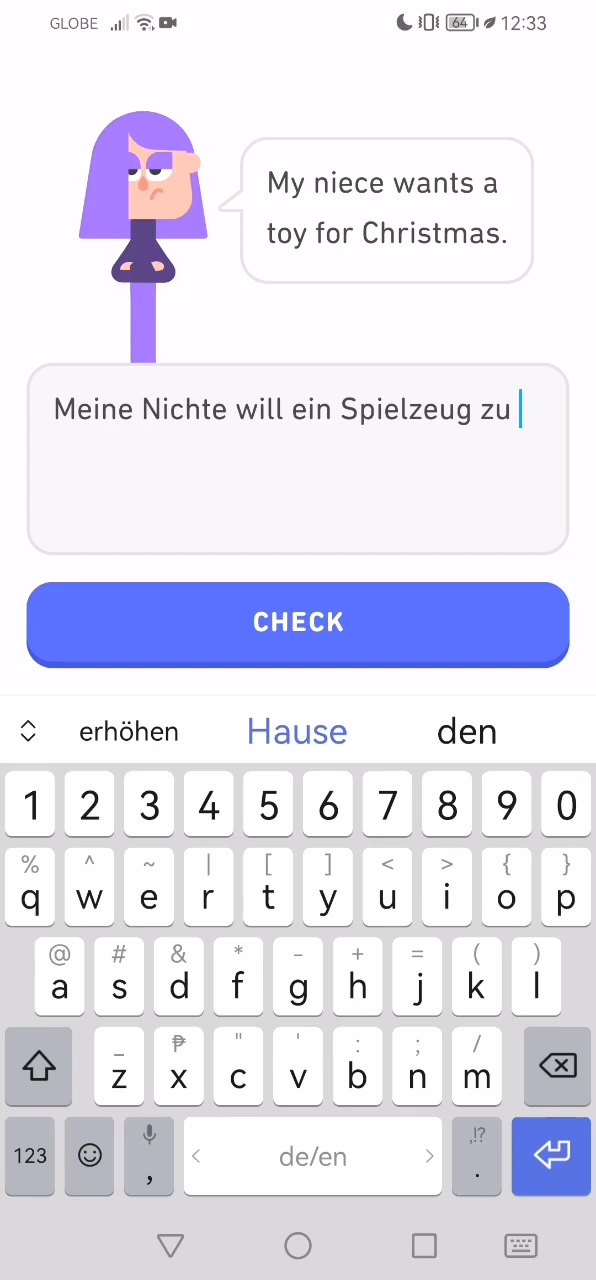 GLOBE 64 12:33
My niece wants a
toy for Christmas.
Meine Nichte will ein Spielzeug zu
CHECK
erhöhen Hause den
1 2 3 4 5 6 7 8 9 0
% ^ ~ | [ ] < > { }
q w e r t y u i o p
@ # & * - + = ( )
a s d f g h j k l
_ ₱ " ' : ; /
z x c v b n m
123 , < de/en > ,!? .